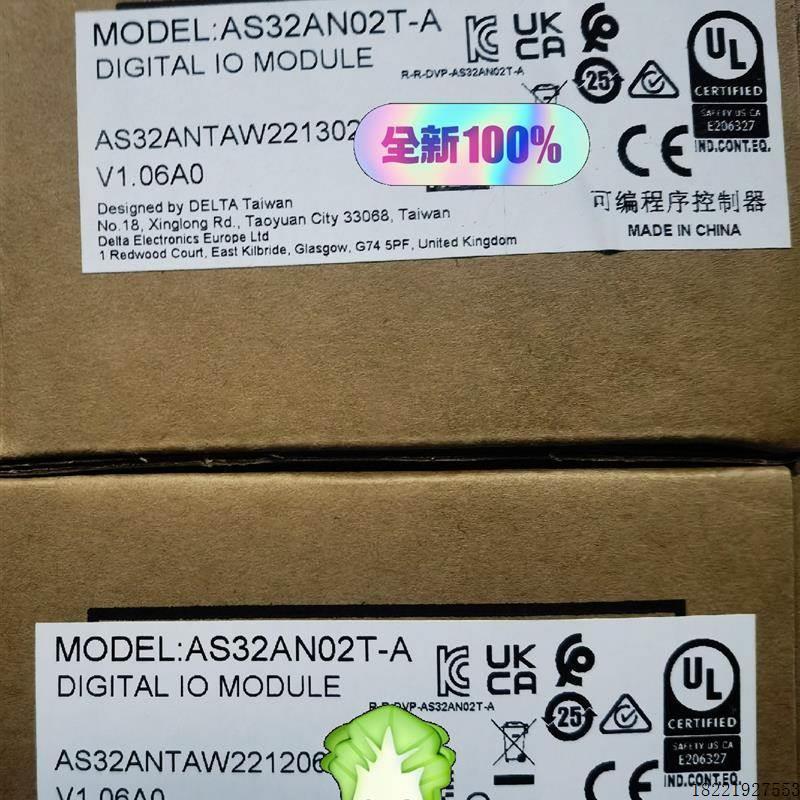 MODEL:AS32AN02T-A
DIGITAL IO MODULE
R-R-DVP-AS32AN02T-A
UK
CA
25
UL
CERTIFIED
SAFETY US CA
E206327
IND.CONT.EQ.
AS32ANTAW221302
全新100%
V1.06A0
CE
Designed by DELTA Taiwan
No.18, Xinglong Rd., Taoyuan City 33068, Taiwan
Delta Electronics Europe Ltd
1 Redwood Court, East Kilbride, Glasgow, G74 5PF, United Kingdom
可编程序控制器
MADE IN CHINA
MODEL:AS32AN02T-A
DIGITAL IO MODULE
R-R-DVP-AS32AN02T-A
UK
CA
25
UL
CERTIFIED
SAFETY US CA
E206327
IND.CONT.EQ.
AS32ANTAW221206
V1.06A0
CE
18221927553